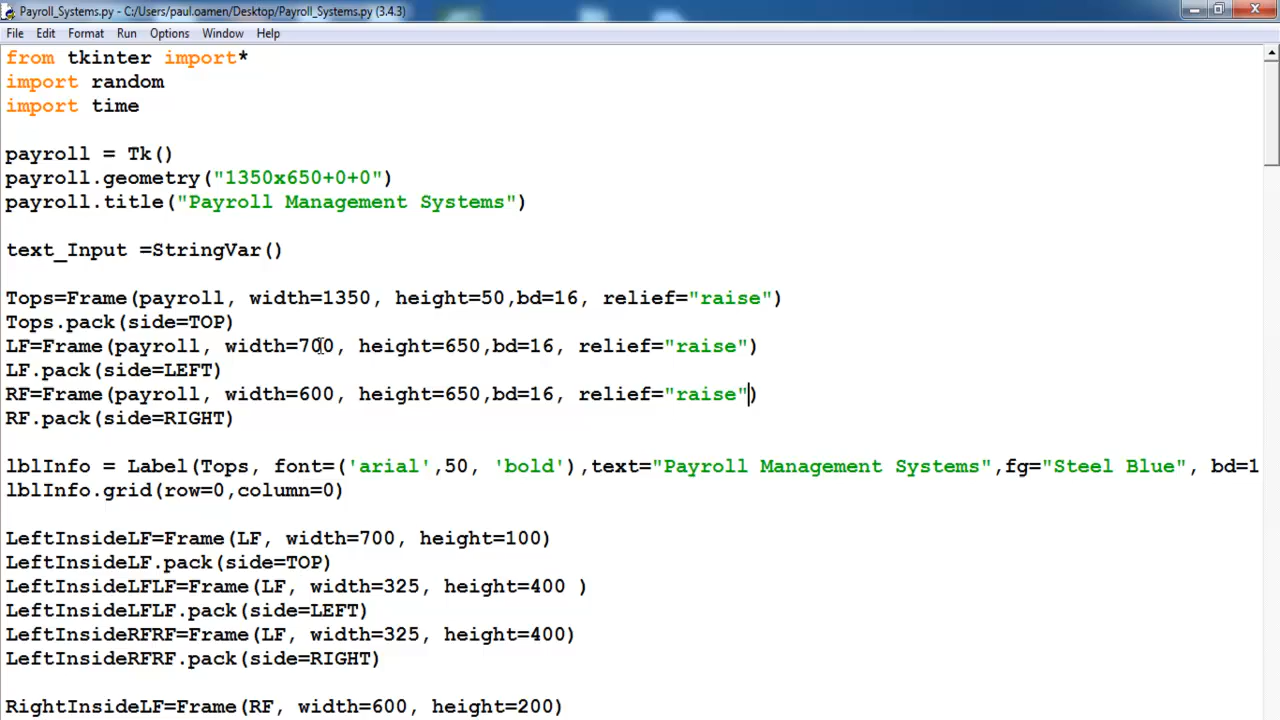 Payroll_Systems.py - C:/Users/paul.oamen/Desktop/Payroll_Systems.py (3.4.3)
File Edit Format Run Options Window Help
from tkinter import*
import random
import time
payroll = Tk()
payroll.geometry("1350x650+0+0")
payroll.title("Payroll Management Systems")
text_Input =StringVar()
Tops=Frame(payroll, width=1350, height=50,bd=16, relief="raise")
Tops.pack(side=TOP)
LF=Frame(payroll, width=700, height=650,bd=16, relief="raise")
LF.pack(side=LEFT)
RF=Frame(payroll, width=600, height=650,bd=16, relief="raise")
RF.pack(side=RIGHT)
lblInfo = Label(Tops, font=('arial',50, 'bold'),text="Payroll Management Systems",fg="Steel Blue", bd=1
lblInfo.grid(row=0,column=0)
LeftInsideLF=Frame(LF, width=700, height=100)
LeftInsideLF.pack(side=TOP)
LeftInsideLFLF=Frame(LF, width=325, height=400 )
LeftInsideLFLF.pack(side=LEFT)
LeftInsideRFRF=Frame(LF, width=325, height=400)
LeftInsideRFRF.pack(side=RIGHT)
RightInsideLF=Frame(RF, width=600, height=200)